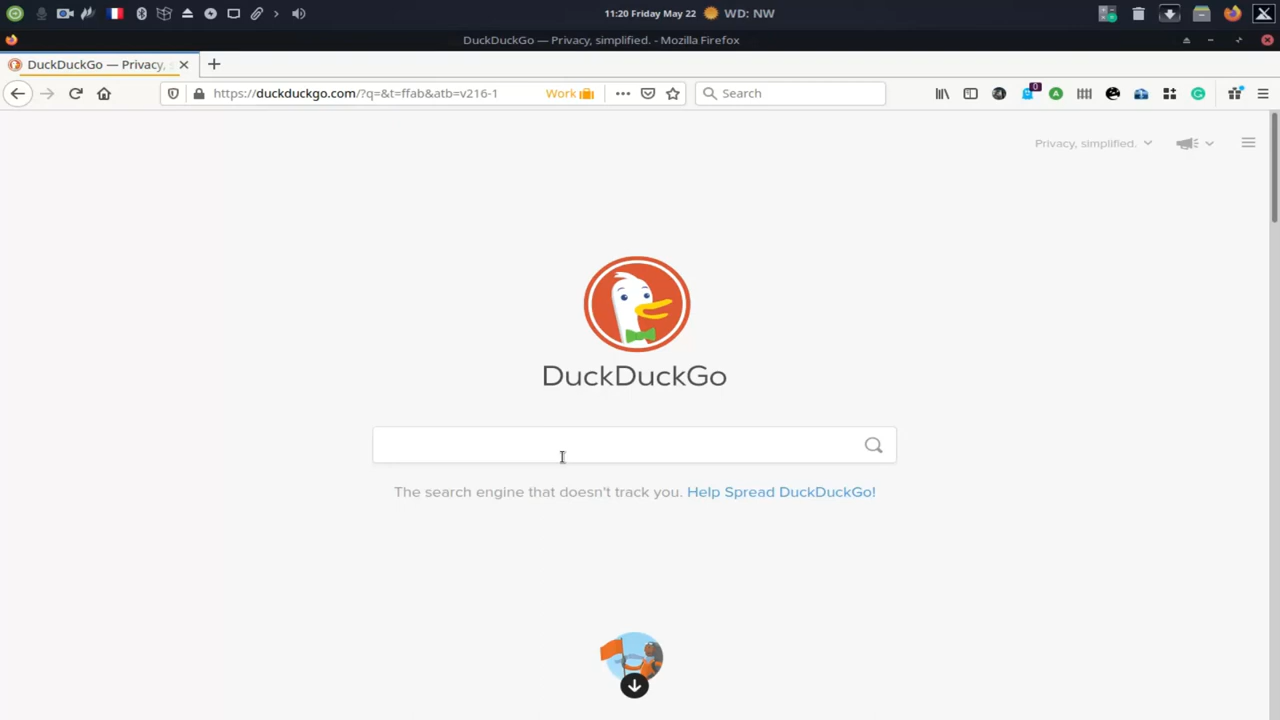 11:20 Friday May 22 WD: NW
DuckDuckGo — Privacy, simplified. - Mozilla Firefox
DuckDuckGo — Privacy,
https://duckduckgo.com/?q=&t=ffab&atb=v216-1
Work
Search
0
Privacy, simplified.
DuckDuckGo
The search engine that doesn't track you. Help Spread DuckDuckGo!